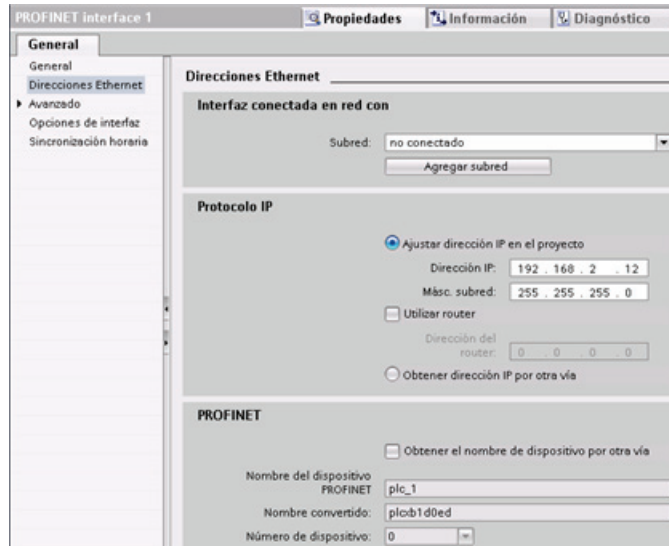 PROFINET interface 1
Propiedades
Información
Diagnóstico
General
General
Direcciones Ethernet
Avanzado
Opciones de interfaz
Sincronización horaria
Direcciones Ethernet
Interfaz conectada en red con
Subred: no conectado
Agregar subred
Protocolo IP
Ajustar dirección IP en el proyecto
Dirección IP: 192 . 168 . 2 . 12
Másc. subred: 255 . 255 . 255 . 0
Utilizar router
Dirección del
router: 0 . 0 . 0 . 0
Obtener dirección IP por otra vía
PROFINET
Obtener el nombre de dispositivo por otra vía
Nombre del dispositivo
PROFINET plc_1
Nombre convertido: plcxb1d0ed
Número de dispositivo: 0